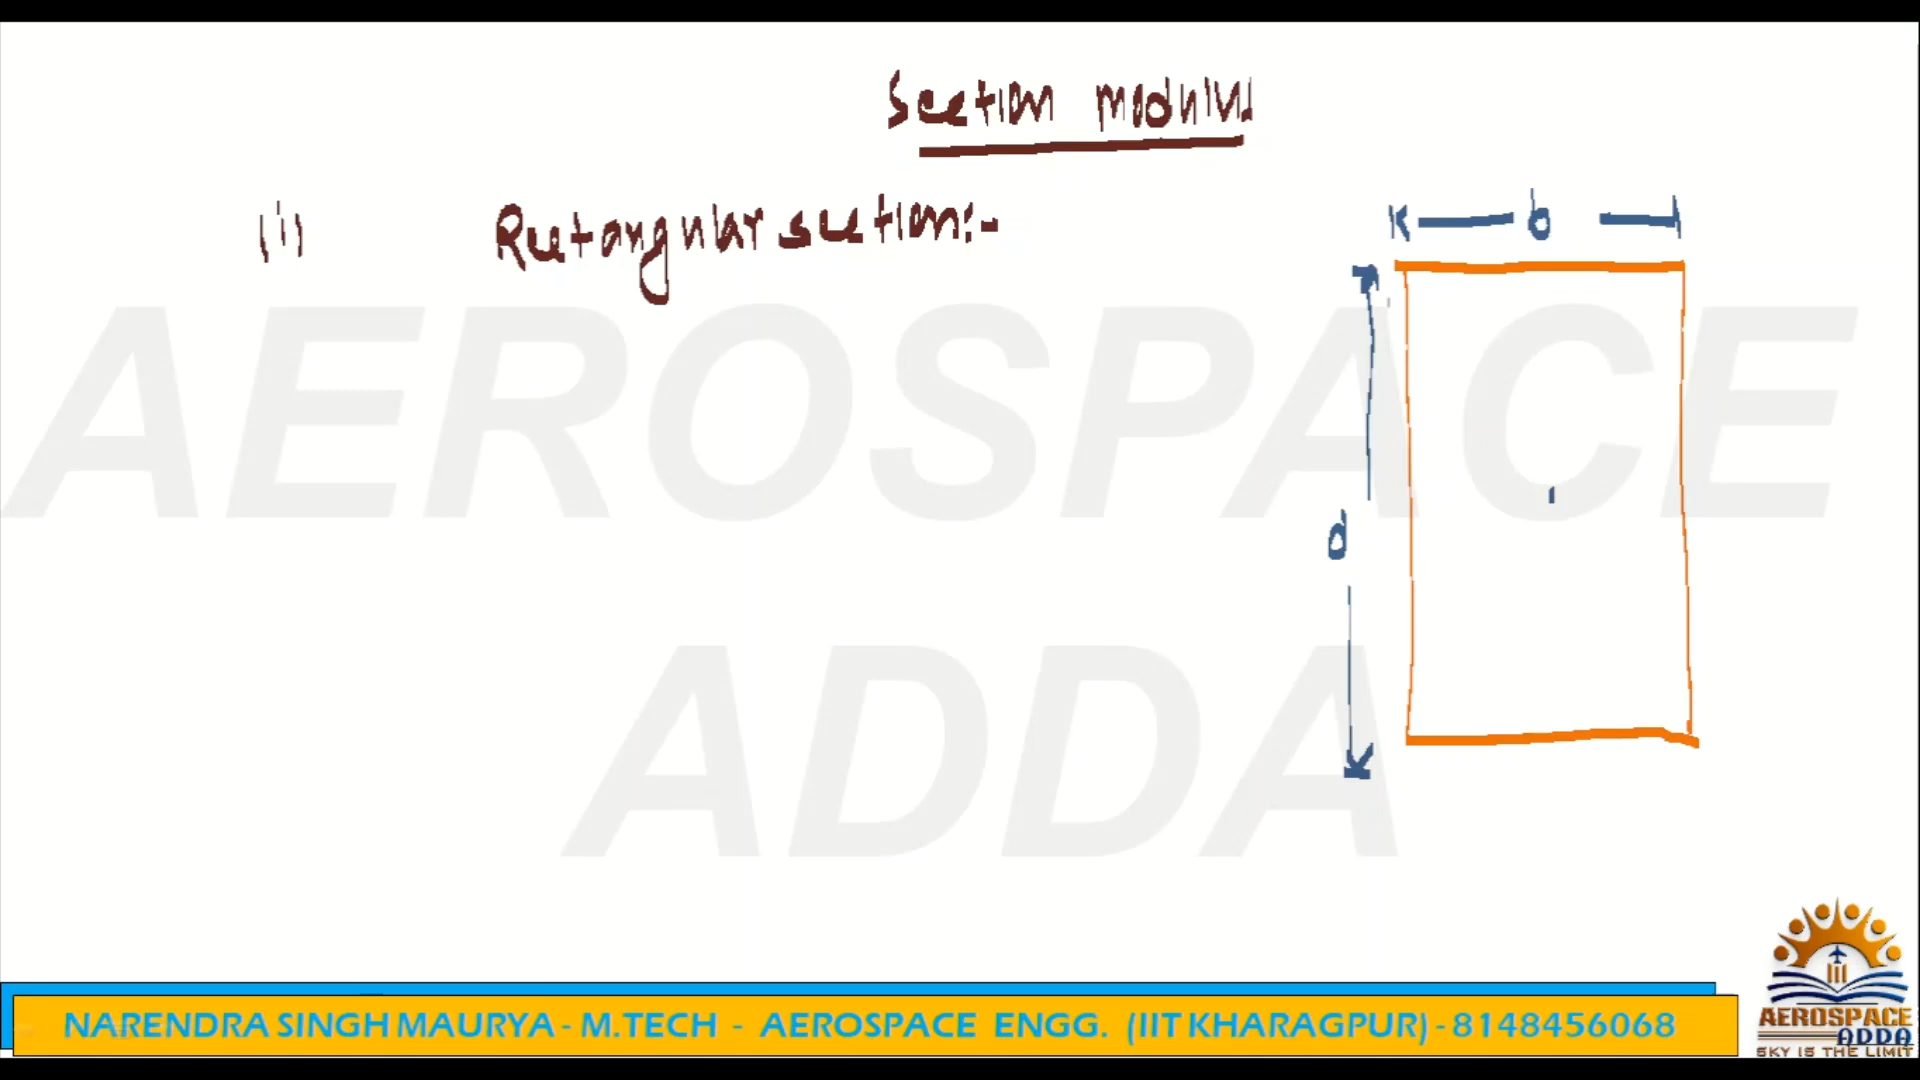 Section modulus
(i) Rectangular section:-
b
d
AEROSPACE
ADDA
NARENDRA SINGH MAURYA - M.TECH - AEROSPACE ENGG. (IIT KHARAGPUR) - 8148456068
AEROSPACE
ADDA
SKY IS THE LIMIT